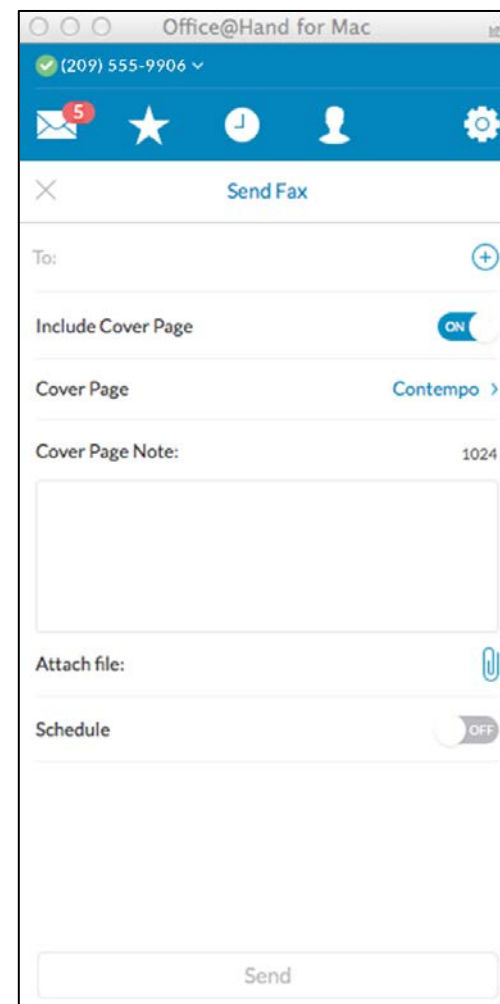 Office@Hand for Mac
(209) 555-9906
5
Send Fax
To:
Include Cover Page ON
Cover Page Contempo >
Cover Page Note: 1024
Attach file:
Schedule OFF
Send